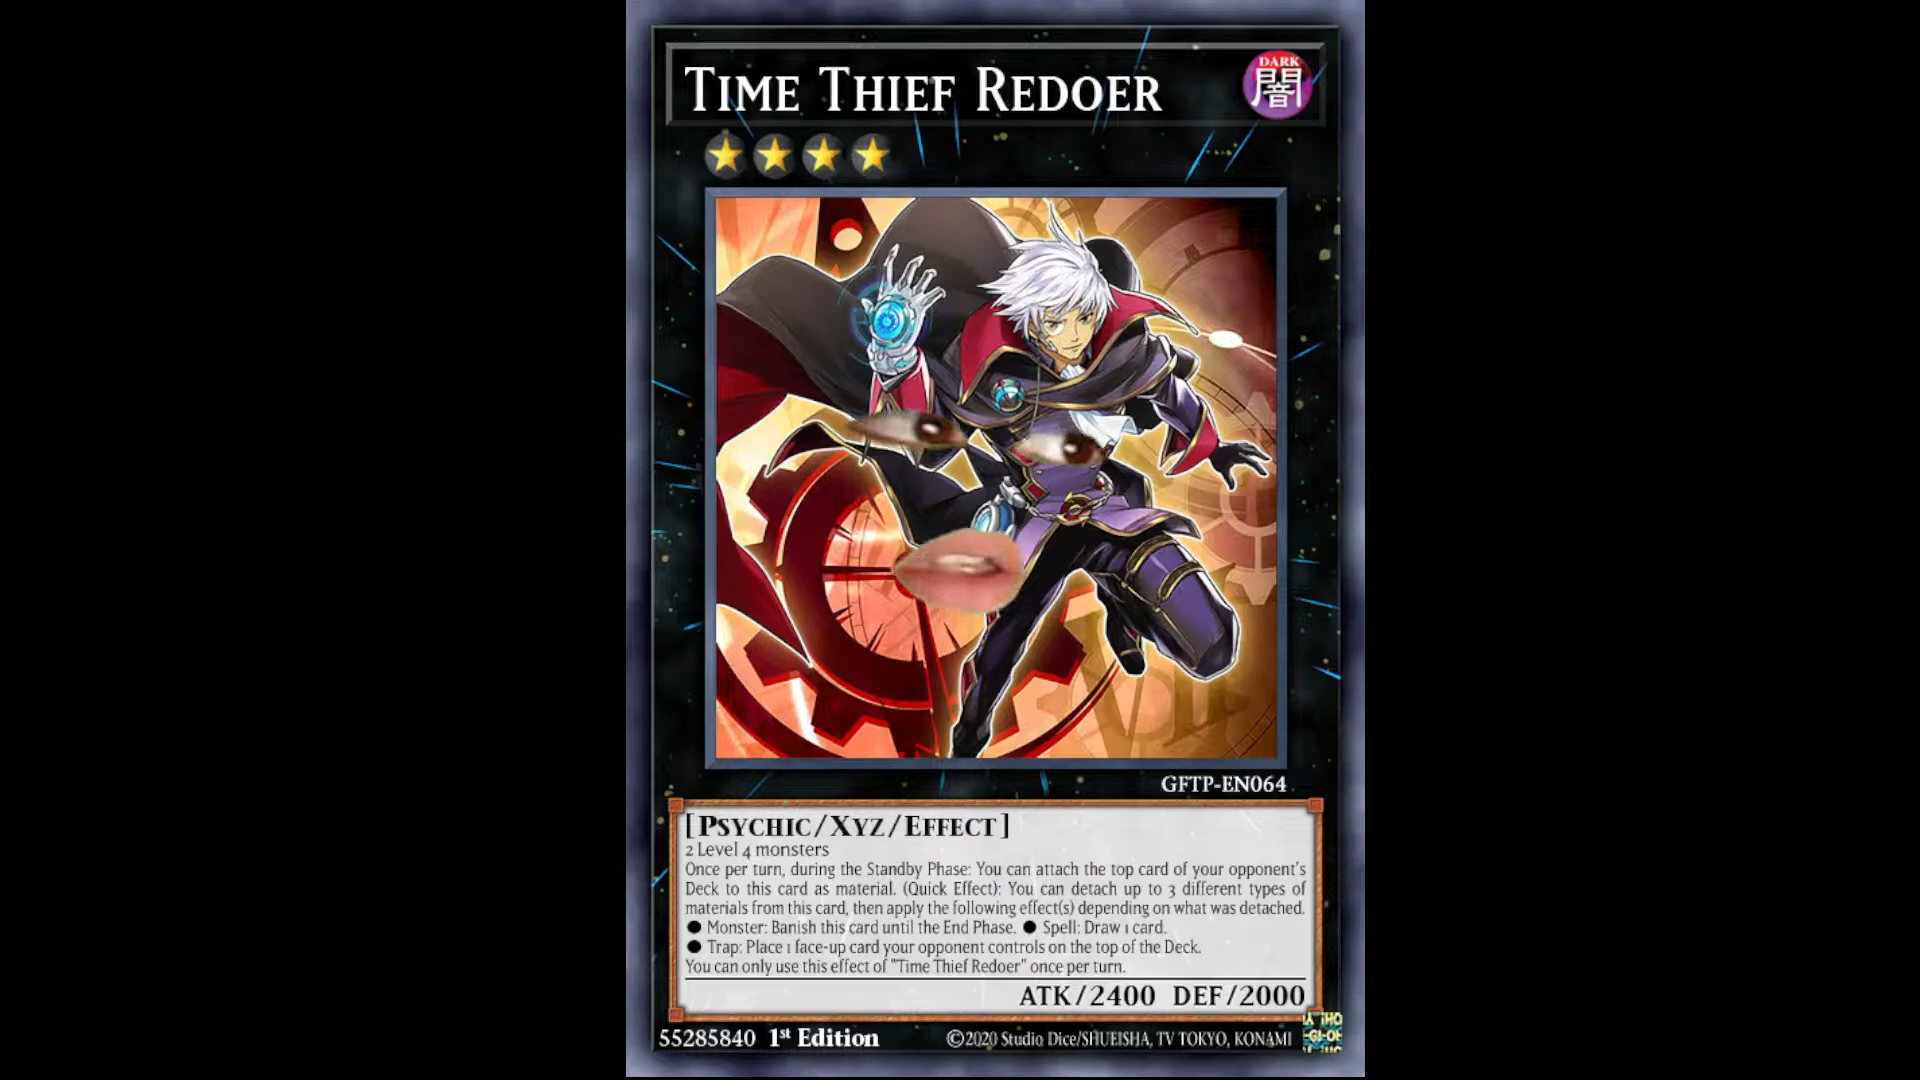 Time Thief Redoer
DARK
闇
GFTP-EN064
[Psychic/Xyz/Effect]
2 Level 4 monsters
Once per turn, during the Standby Phase: You can attach the top card of your opponent's
Deck to this card as material. (Quick Effect): You can detach up to 3 different types of
materials from this card, then apply the following effect(s) depending on what was detached.
● Monster: Banish this card until the End Phase. ● Spell: Draw 1 card.
● Trap: Place 1 face-up card your opponent controls on the top of the Deck.
You can only use this effect of "Time Thief Redoer" once per turn.
ATK/2400 DEF/2000
55285840 1st Edition ©2020 Studio Dice/SHUEISHA, TV TOKYO, KONAMI